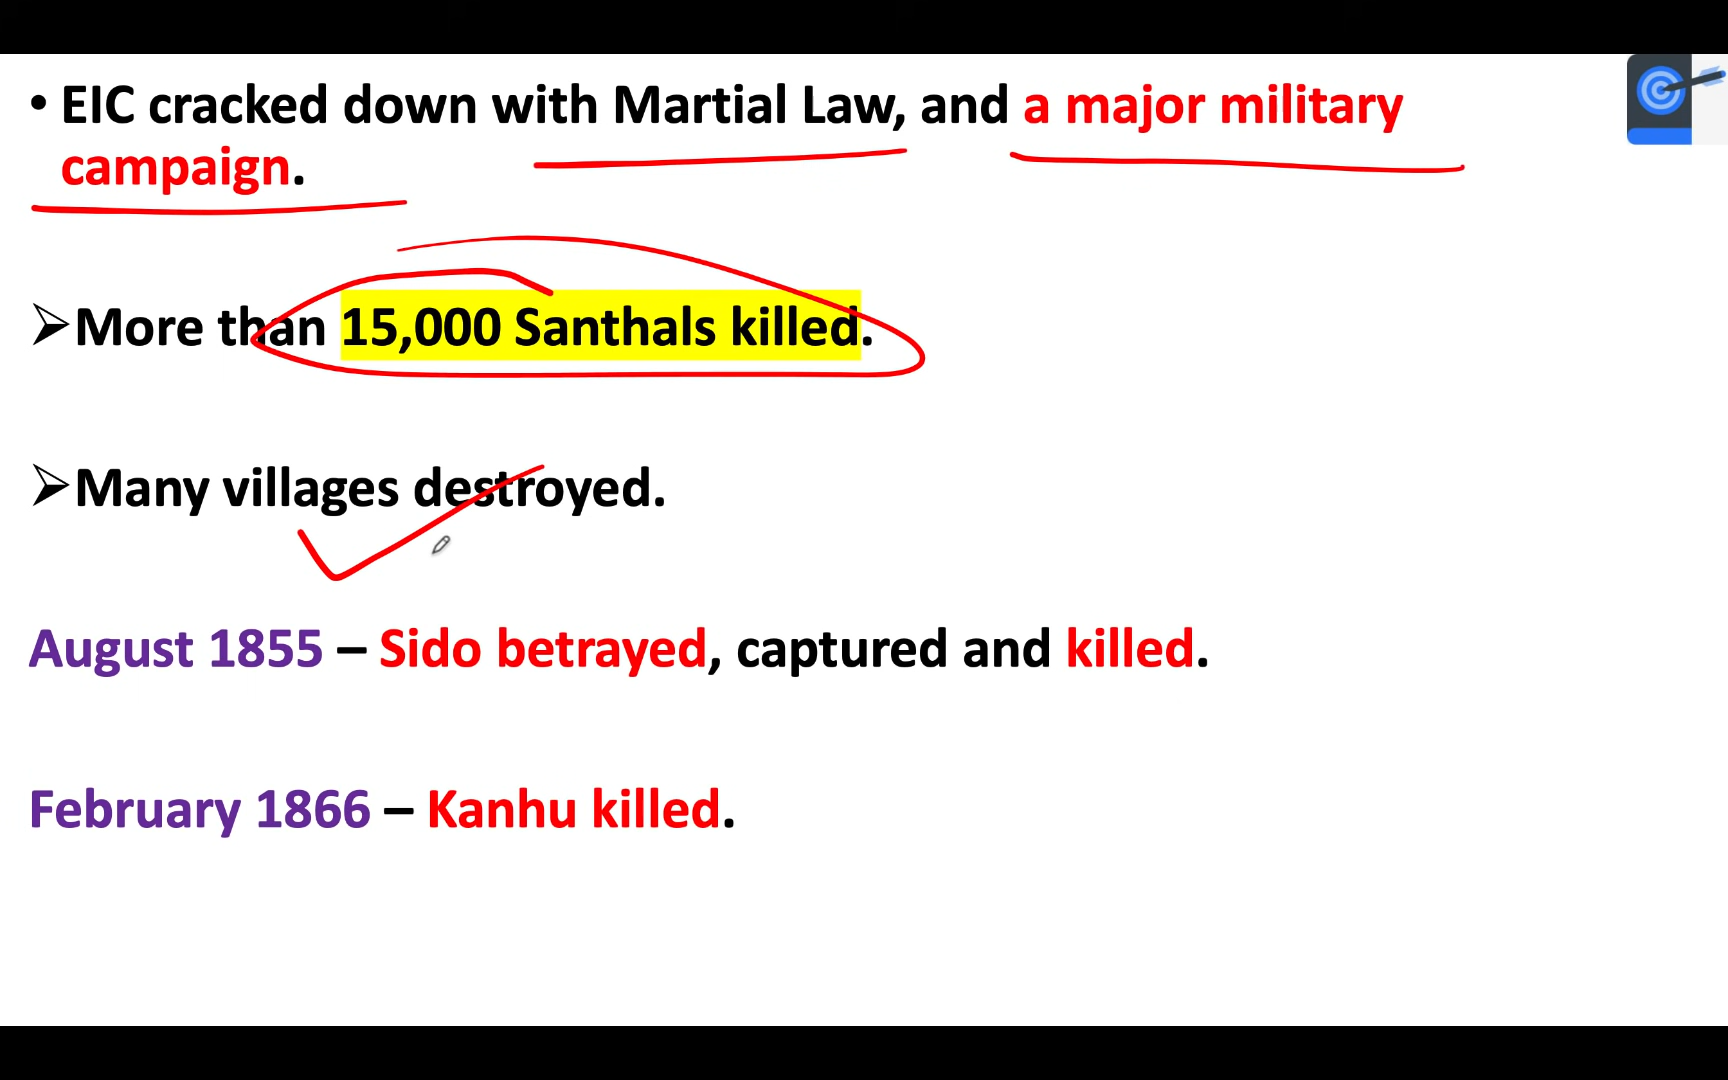 • EIC cracked down with Martial Law, and a major military
campaign.
➢More than 15,000 Santhals killed.
➢Many villages destroyed.
August 1855 – Sido betrayed, captured and killed.
February 1866 – Kanhu killed.